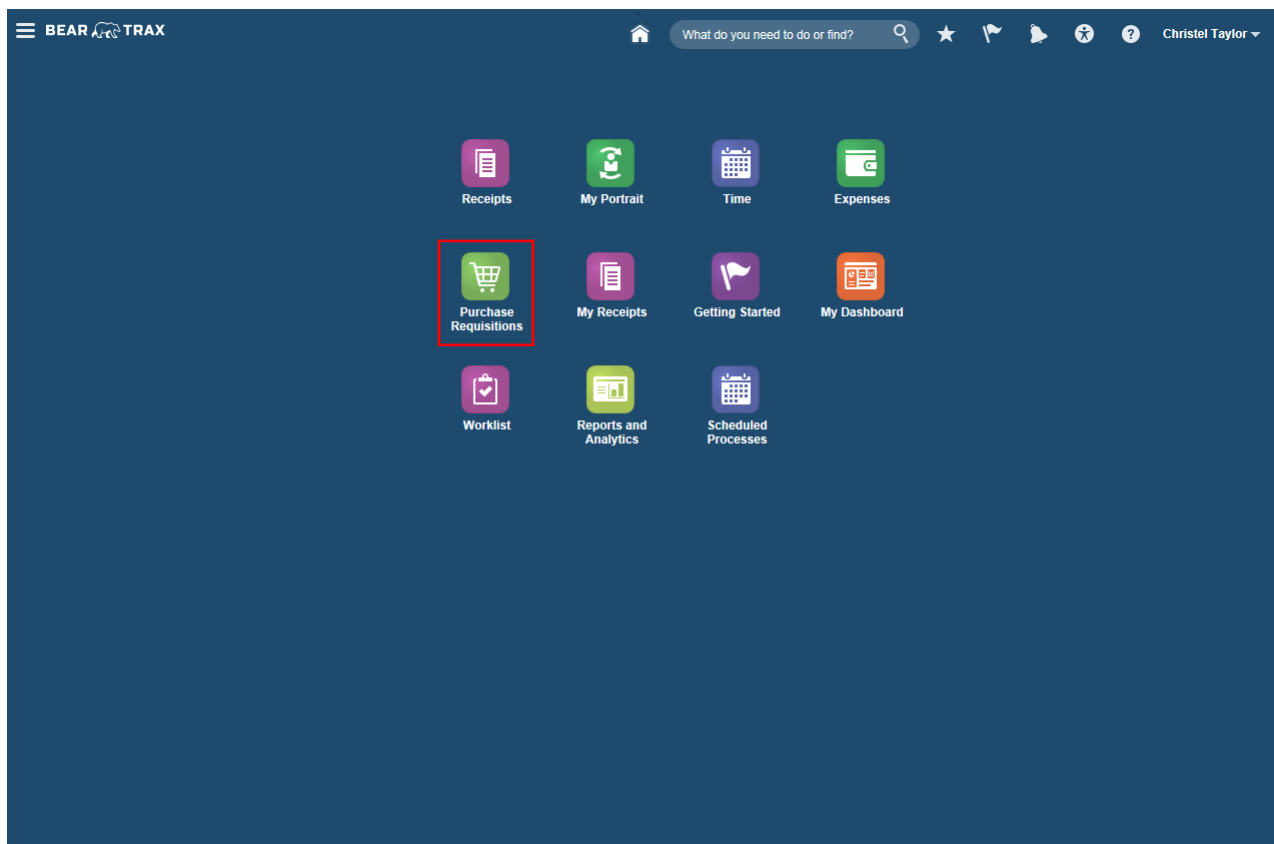 BEAR TRAX
What do you need to do or find?
Christel Taylor
Receipts
My Portrait
Time
Expenses
Purchase
Requisitions
My Receipts
Getting Started
My Dashboard
Worklist
Reports and
Analytics
Scheduled
Processes